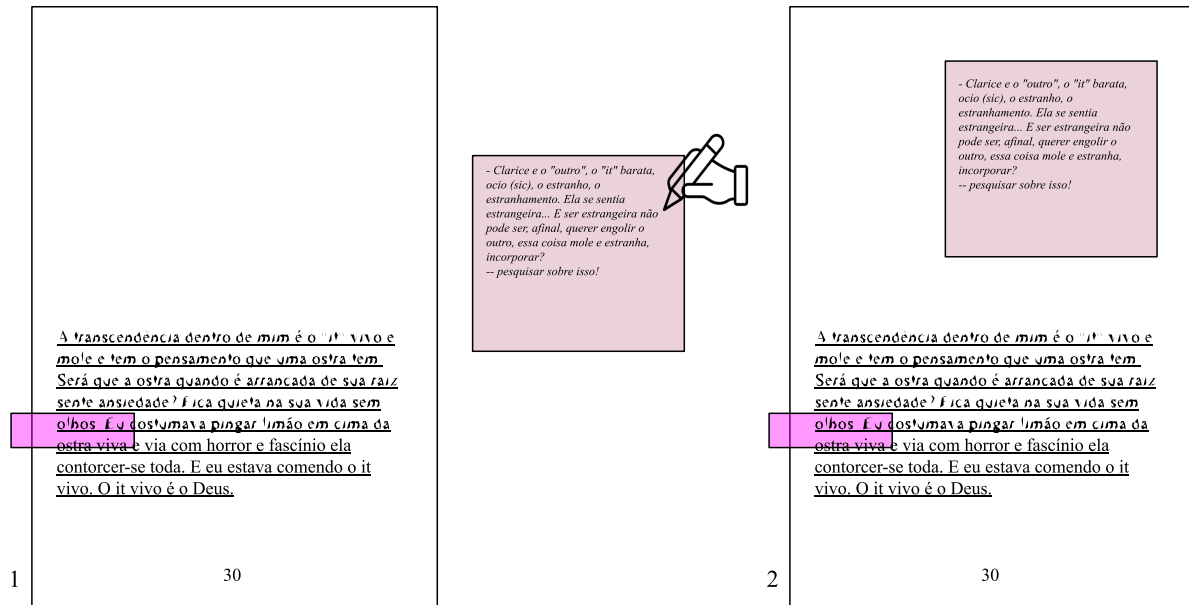 A transcendência dentro de mim é o "it" vivo e
mole e tem o pensamento que uma ostra tem.
Será que a ostra quando é arrancada de sua raiz
sente ansiedade? Fica quieta na sua vida sem
olhos. Eu costumava pingar limão em cima da
ostra viva e via com horror e fascínio ela
contorcer-se toda. E eu estava comendo o it
vivo. O it vivo é o Deus.
30
1
- Clarice e o "outro", o "it" barata,
ocio (sic), o estranho, o
estranhamento. Ela se sentia
estrangeira... E ser estrangeira não
pode ser, afinal, querer engolir o
outro, essa coisa mole e estranha,
incorporar?
-- pesquisar sobre isso!
- Clarice e o "outro", o "it" barata,
ocio (sic), o estranho, o
estranhamento. Ela se sentia
estrangeira... E ser estrangeira não
pode ser, afinal, querer engolir o
outro, essa coisa mole e estranha,
incorporar?
-- pesquisar sobre isso!
A transcendência dentro de mim é o "it" vivo e
mole e tem o pensamento que uma ostra tem.
Será que a ostra quando é arrancada de sua raiz
sente ansiedade? Fica quieta na sua vida sem
olhos. Eu costumava pingar limão em cima da
ostra viva e via com horror e fascínio ela
contorcer-se toda. E eu estava comendo o it
vivo. O it vivo é o Deus.
30
2